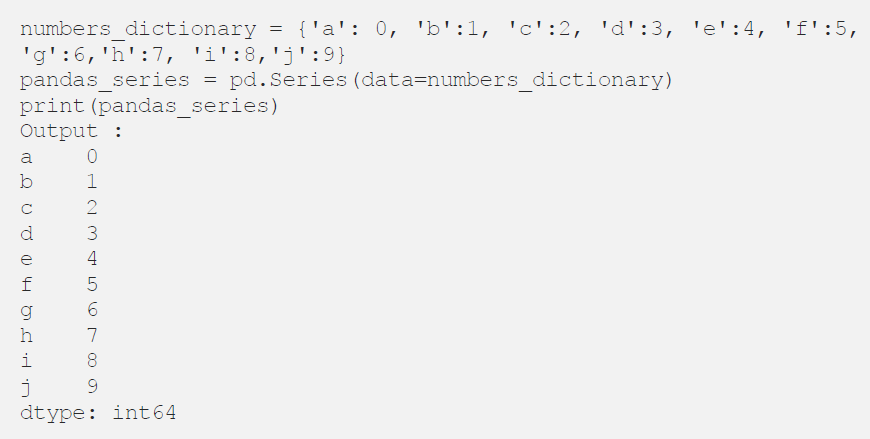 numbers_dictionary = {'a': 0, 'b':1, 'c':2, 'd':3, 'e':4, 'f':5,
'g':6,'h':7, 'i':8,'j':9}
pandas_series = pd.Series(data=numbers_dictionary)
print(pandas_series)
Output :
a    0
b    1
c    2
d    3
e    4
f    5
g    6
h    7
i    8
j    9
dtype: int64